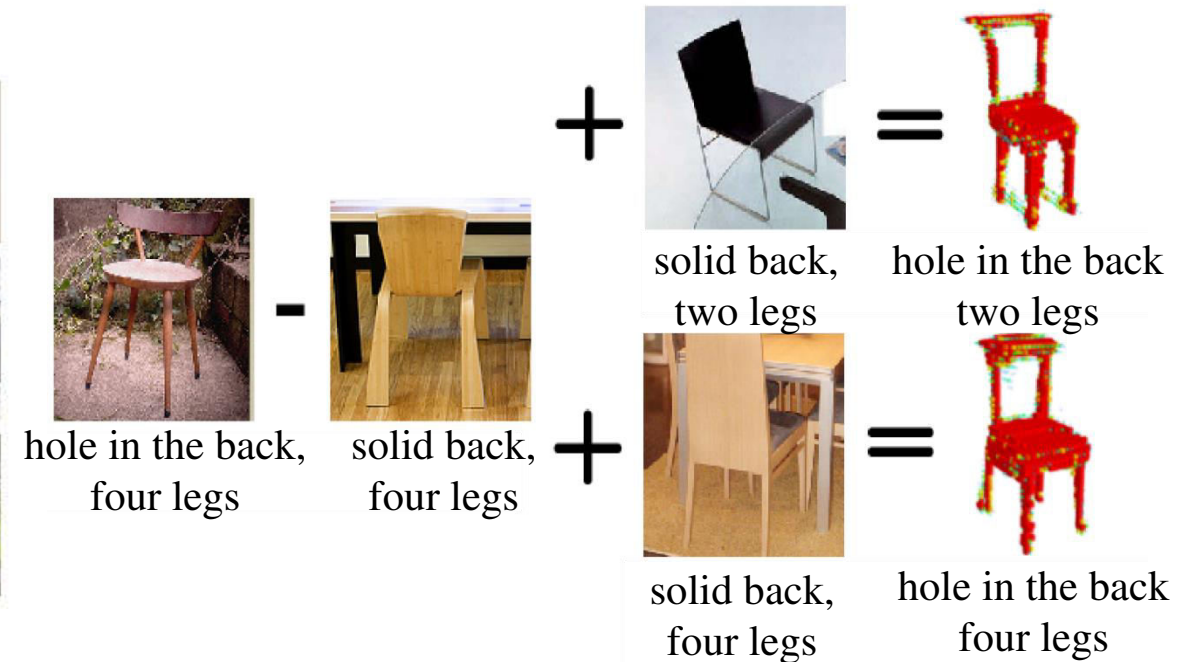 solid back,
two legs
hole in the back
two legs
hole in the back,
four legs
solid back,
four legs
solid back,
four legs
hole in the back
four legs